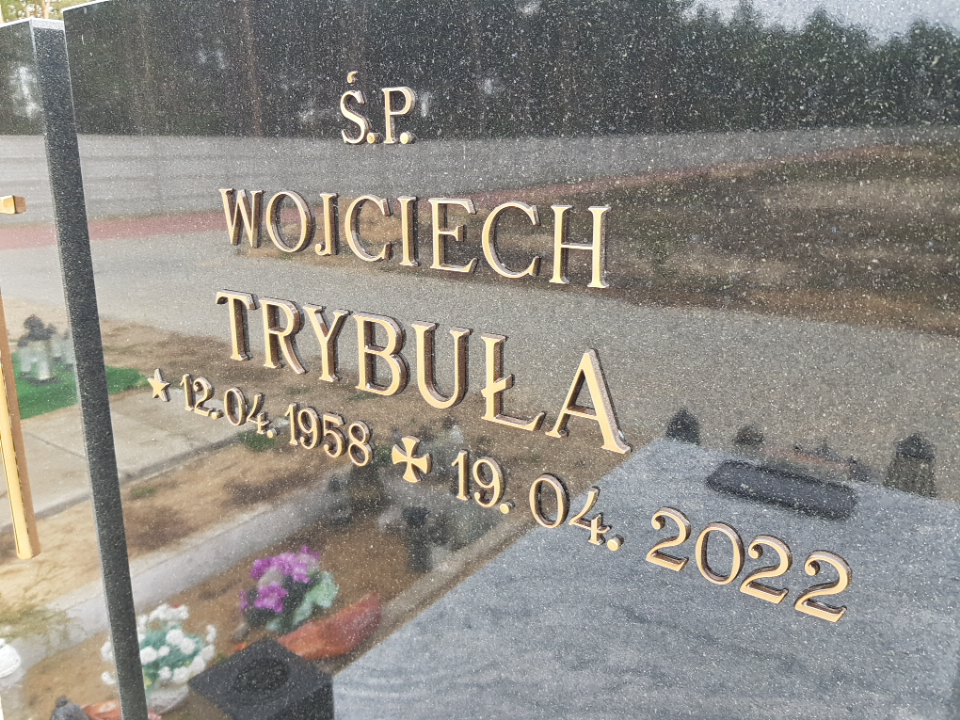 Ś.P.
WOJCIECH
TRYBUŁA
★ 12.04.1958 ✠ 19.04.2022